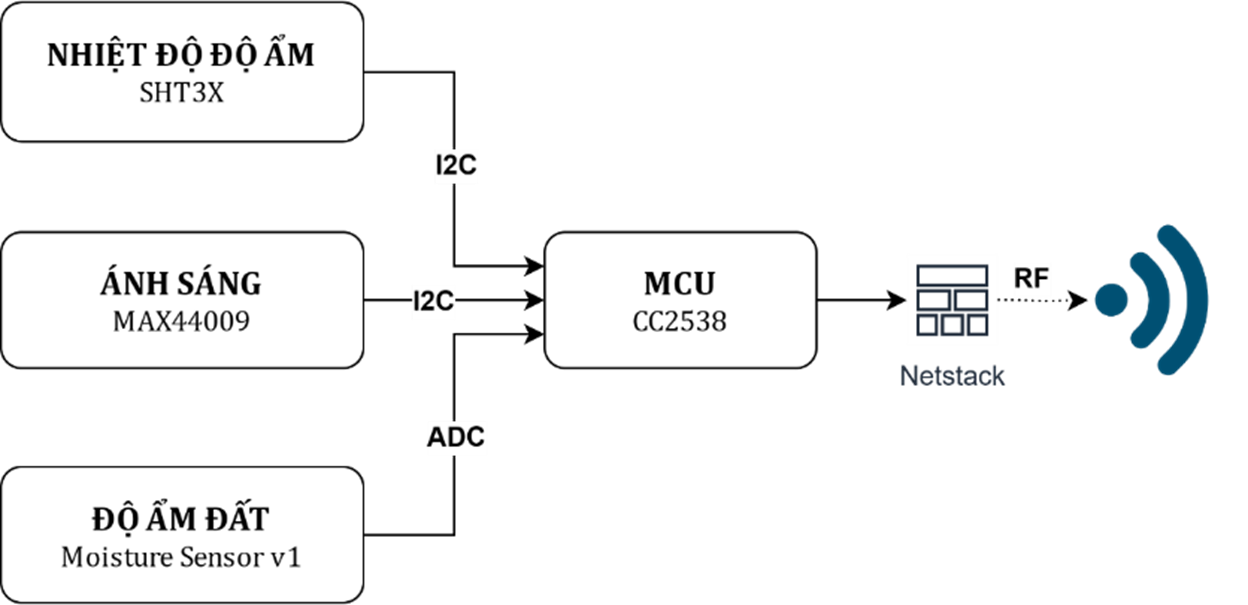 NHIỆT ĐỘ ĐỘ ẨM
SHT3X
I2C
ÁNH SÁNG
MAX44009
I2C
MCU
CC2538
RF
Netstack
ADC
ĐỘ ẨM ĐẤT
Moisture Sensor v1